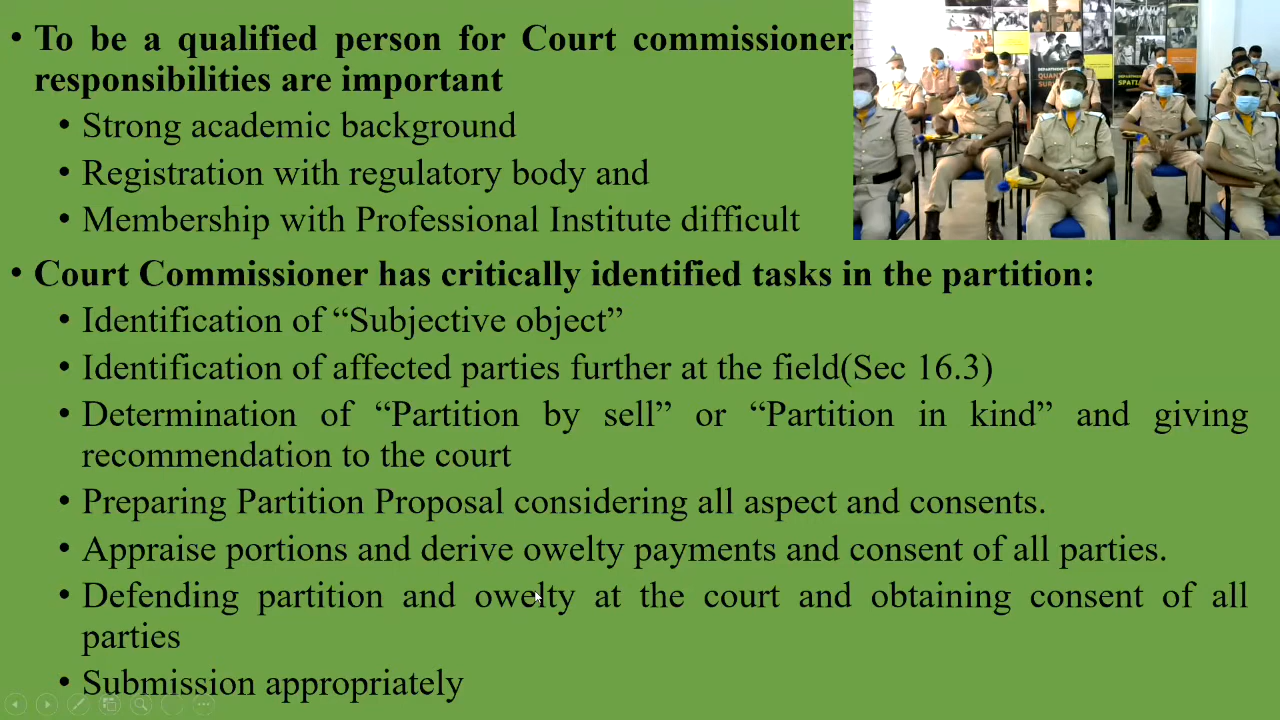 • To be a qualified person for Court commissioner.
responsibilities are important
• Strong academic background
• Registration with regulatory body and
• Membership with Professional Institute difficult
• Court Commissioner has critically identified tasks in the partition:
• Identification of “Subjective object”
• Identification of affected parties further at the field(Sec 16.3)
• Determination of “Partition by sell” or “Partition in kind” and giving
recommendation to the court
• Preparing Partition Proposal considering all aspect and consents.
• Appraise portions and derive owelty payments and consent of all parties.
• Defending partition and owelty at the court and obtaining consent of all
parties
• Submission appropriately